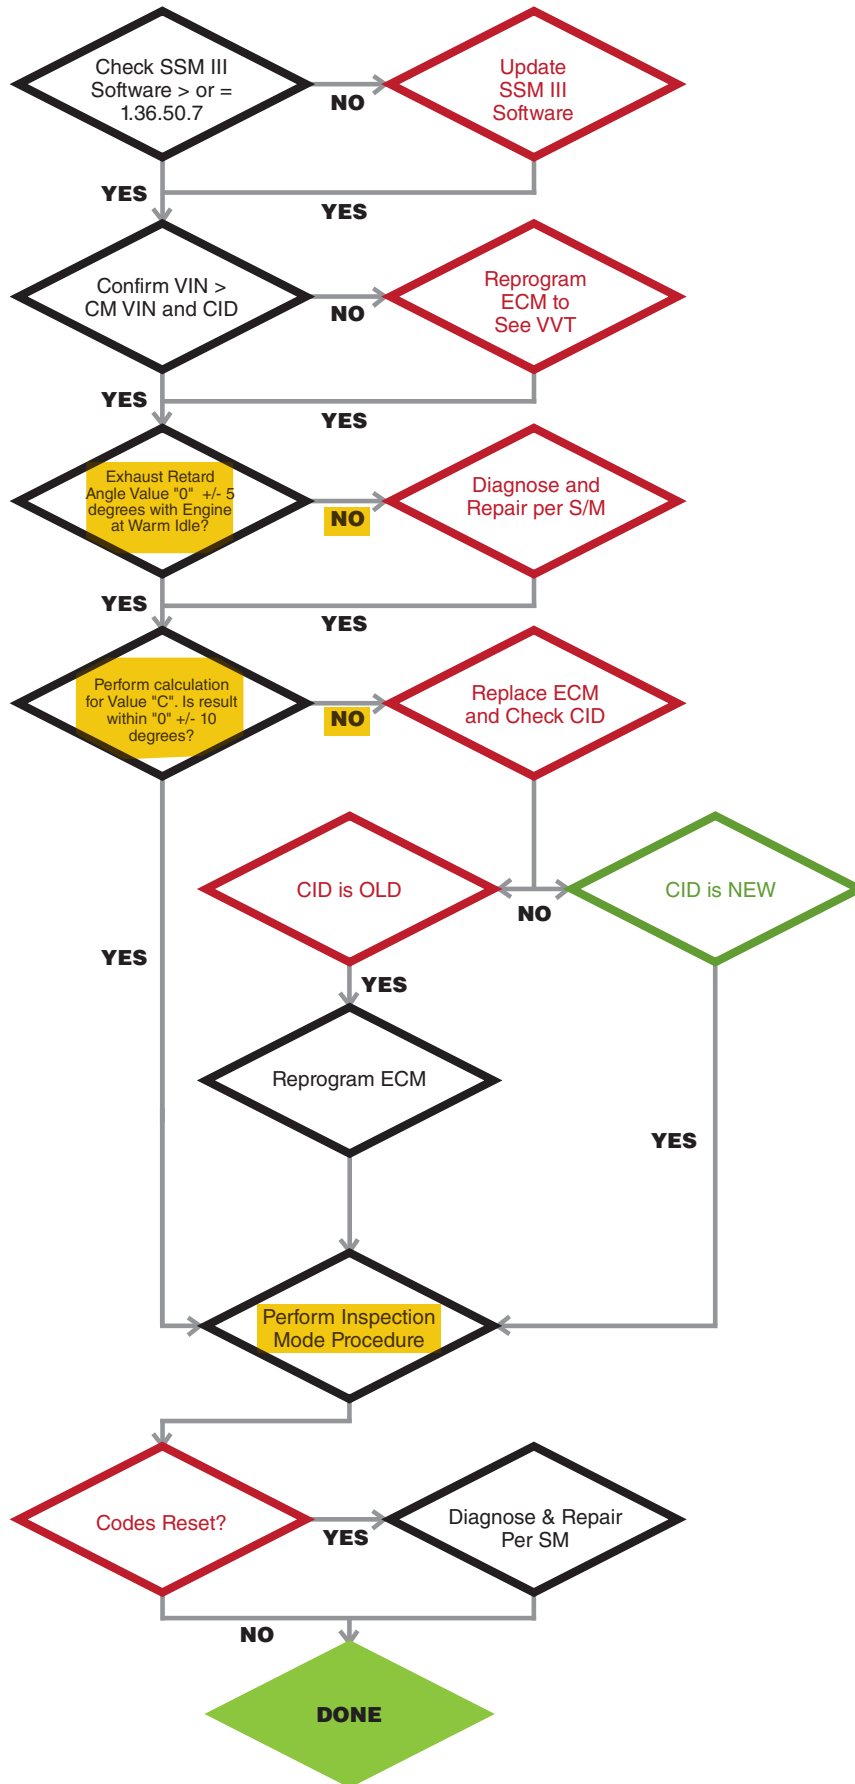 Check SSM III
Software > or =
1.36.50.7
NO
Update
SSM III
Software
YES
YES
Confirm VIN >
CM VIN and CID
NO
Reprogram
ECM to
See VVT
YES
YES
Exhaust Retard
Angle Value "0" +/- 5
degrees with Engine
at Warm Idle?
NO
Diagnose and
Repair per S/M
YES
YES
Perform calculation
for Value "C". Is result
within "0" +/- 10
degrees?
NO
Replace ECM
and Check CID
CID is OLD
NO
CID is NEW
YES
YES
Reprogram ECM
YES
Perform Inspection
Mode Procedure
Codes Reset?
YES
Diagnose & Repair
Per SM
NO
DONE